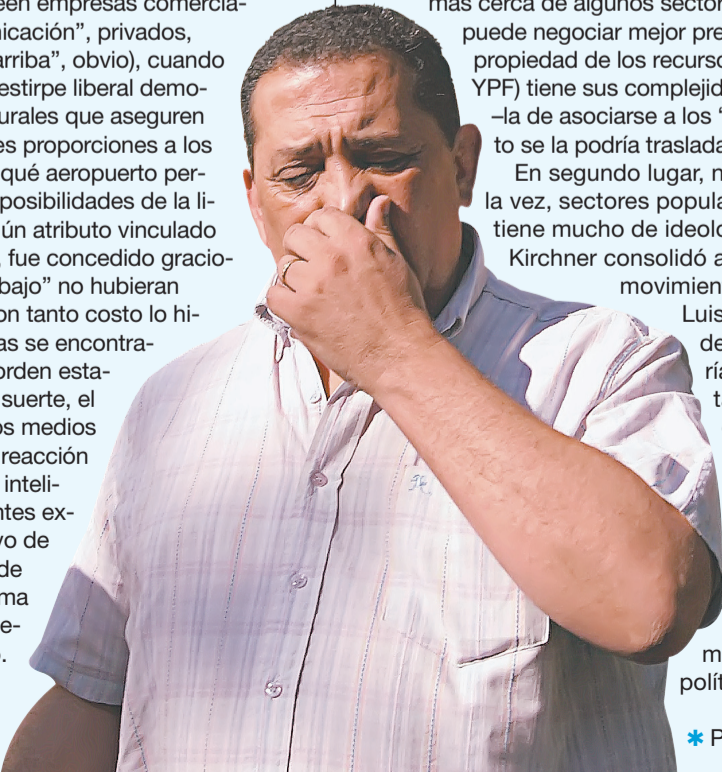 een empresas comercia-
nicación”, privados,
arriba”, obvio), cuando
estirpe liberal demo-
urales que aseguren
es proporciones a los
qué aeropuerto per-
posibilidades de la li-
ún atributo vinculado
, fue concedido gracio-
bajo” no hubieran
on tanto costo lo hi-
as se encontra-
orden esta-
suerte, el
os medios
reacción
inteli-
ntes ex-
vo de
de
ma
e-
.
más cerca de algunos sector
puede negociar mejor pre
propiedad de los recurso
YPF) tiene sus complejid
–la de asociarse a los “
to se la podría traslada
En segundo lugar, n
la vez, sectores popula
tiene mucho de ideolo
Kirchner consolidó a
movimien
Luis
de
ría
t
m
polít
* P